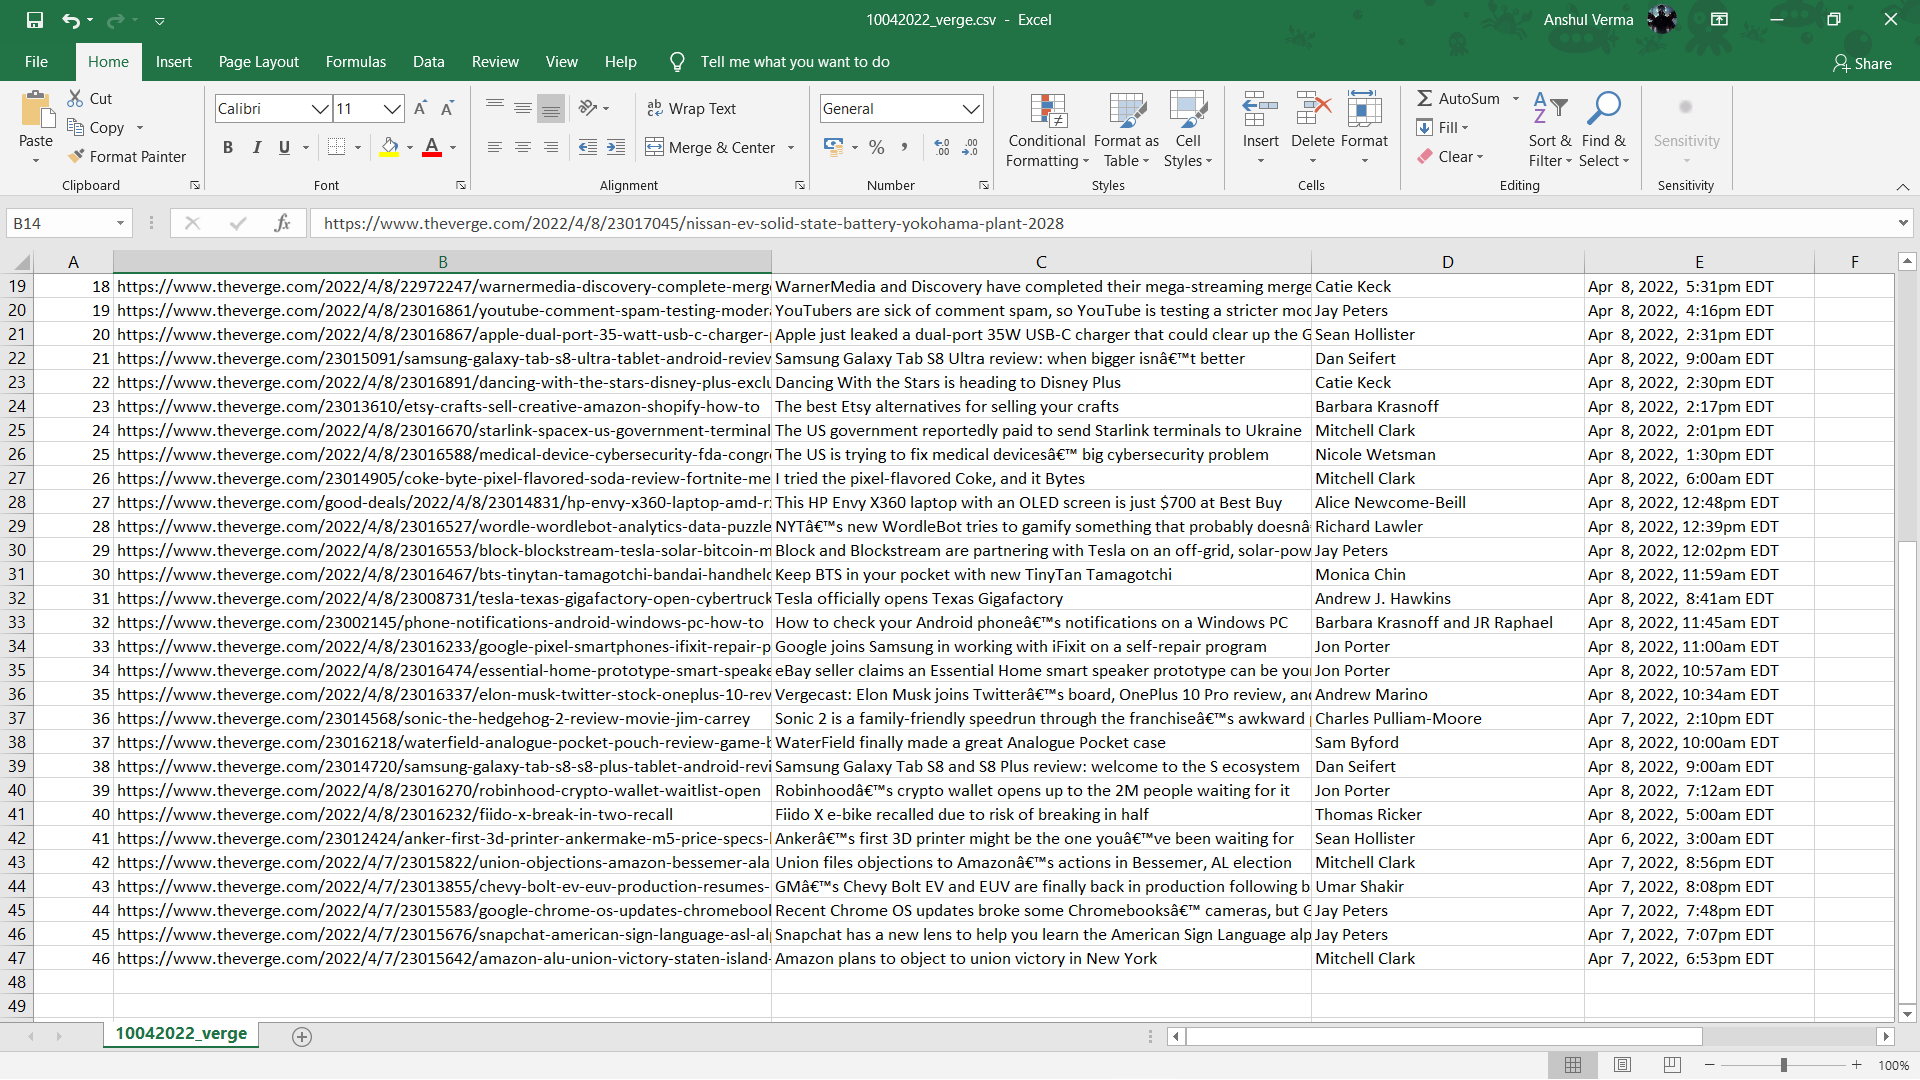 10042022_verge.csv - Excel
Anshul Verma
File Home Insert Page Layout Formulas Data Review View Help Tell me what you want to do Share
Paste
Cut
Copy
Format Painter
Clipboard
Calibri 11
B I U
Font
Wrap Text
Merge & Center
Alignment
General
% ,
Number
Conditional Formatting
Format as Table
Cell Styles
Styles
Insert Delete Format
Cells
AutoSum
Fill
Clear
Sort & Filter
Find & Select
Editing
Sensitivity
Sensitivity
B14 fx https://www.theverge.com/2022/4/8/23017045/nissan-ev-solid-state-battery-yokohama-plant-2028
A B C D E F
19 18 https://www.theverge.com/2022/4/8/22972247/warnermedia-discovery-complete-merg WarnerMedia and Discovery have completed their mega-streaming merge Catie Keck Apr 8, 2022, 5:31pm EDT
20 19 https://www.theverge.com/2022/4/8/23016861/youtube-comment-spam-testing-moder YouTubers are sick of comment spam, so YouTube is testing a stricter mod Jay Peters Apr 8, 2022, 4:16pm EDT
21 20 https://www.theverge.com/2022/4/8/23016867/apple-dual-port-35-watt-usb-c-charger- Apple just leaked a dual-port 35W USB-C charger that could clear up the G Sean Hollister Apr 8, 2022, 2:31pm EDT
22 21 https://www.theverge.com/23015091/samsung-galaxy-tab-s8-ultra-tablet-android-review Samsung Galaxy Tab S8 Ultra review: when bigger isnâ€™t better Dan Seifert Apr 8, 2022, 9:00am EDT
23 22 https://www.theverge.com/2022/4/8/23016891/dancing-with-the-stars-disney-plus-exclu Dancing With the Stars is heading to Disney Plus Catie Keck Apr 8, 2022, 2:30pm EDT
24 23 https://www.theverge.com/23013610/etsy-crafts-sell-creative-amazon-shopify-how-to The best Etsy alternatives for selling your crafts Barbara Krasnoff Apr 8, 2022, 2:17pm EDT
25 24 https://www.theverge.com/2022/4/8/23016670/starlink-spacex-us-government-terminal The US government reportedly paid to send Starlink terminals to Ukraine Mitchell Clark Apr 8, 2022, 2:01pm EDT
26 25 https://www.theverge.com/2022/4/8/23016588/medical-device-cybersecurity-fda-congr The US is trying to fix medical devicesâ€™ big cybersecurity problem Nicole Wetsman Apr 8, 2022, 1:30pm EDT
27 26 https://www.theverge.com/23014905/coke-byte-pixel-flavored-soda-review-fortnite-me I tried the pixel-flavored Coke, and it Bytes Mitchell Clark Apr 8, 2022, 6:00am EDT
28 27 https://www.theverge.com/good-deals/2022/4/8/23014831/hp-envy-x360-laptop-amd-r This HP Envy X360 laptop with an OLED screen is just $700 at Best Buy Alice Newcome-Beill Apr 8, 2022, 12:48pm EDT
29 28 https://www.theverge.com/2022/4/8/23016527/wordle-wordlebot-analytics-data-puzzle NYTâ€™s new WordleBot tries to gamify something that probably doesnâ Richard Lawler Apr 8, 2022, 12:39pm EDT
30 29 https://www.theverge.com/2022/4/8/23016553/block-blockstream-tesla-solar-bitcoin-m Block and Blockstream are partnering with Tesla on an off-grid, solar-pow Jay Peters Apr 8, 2022, 12:02pm EDT
31 30 https://www.theverge.com/2022/4/8/23016467/bts-tinytan-tamagotchi-bandai-handheld Keep BTS in your pocket with new TinyTan Tamagotchi Monica Chin Apr 8, 2022, 11:59am EDT
32 31 https://www.theverge.com/2022/4/8/23008731/tesla-texas-gigafactory-open-cybertruck Tesla officially opens Texas Gigafactory Andrew J. Hawkins Apr 8, 2022, 8:41am EDT
33 32 https://www.theverge.com/23002145/phone-notifications-android-windows-pc-how-to How to check your Android phoneâ€™s notifications on a Windows PC Barbara Krasnoff and JR Raphael Apr 8, 2022, 11:45am EDT
34 33 https://www.theverge.com/2022/4/8/23016233/google-pixel-smartphones-ifixit-repair-p Google joins Samsung in working with iFixit on a self-repair program Jon Porter Apr 8, 2022, 11:00am EDT
35 34 https://www.theverge.com/2022/4/8/23016474/essential-home-prototype-smart-speake eBay seller claims an Essential Home smart speaker prototype can be you Jon Porter Apr 8, 2022, 10:57am EDT
36 35 https://www.theverge.com/2022/4/8/23016337/elon-musk-twitter-stock-oneplus-10-rev Vergecast: Elon Musk joins Twitterâ€™s board, OnePlus 10 Pro review, an Andrew Marino Apr 8, 2022, 10:34am EDT
37 36 https://www.theverge.com/23014568/sonic-the-hedgehog-2-review-movie-jim-carrey Sonic 2 is a family-friendly speedrun through the franchiseâ€™s awkward Charles Pulliam-Moore Apr 7, 2022, 2:10pm EDT
38 37 https://www.theverge.com/23016218/waterfield-analogue-pocket-pouch-review-game-b WaterField finally made a great Analogue Pocket case Sam Byford Apr 8, 2022, 10:00am EDT
39 38 https://www.theverge.com/23014720/samsung-galaxy-tab-s8-s8-plus-tablet-android-revi Samsung Galaxy Tab S8 and S8 Plus review: welcome to the S ecosystem Dan Seifert Apr 8, 2022, 9:00am EDT
40 39 https://www.theverge.com/2022/4/8/23016270/robinhood-crypto-wallet-waitlist-open Robinhoodâ€™s crypto wallet opens up to the 2M people waiting for it Jon Porter Apr 8, 2022, 7:12am EDT
41 40 https://www.theverge.com/2022/4/8/23016232/fiido-x-break-in-two-recall Fiido X e-bike recalled due to risk of breaking in half Thomas Ricker Apr 8, 2022, 5:00am EDT
42 41 https://www.theverge.com/23012424/anker-first-3d-printer-ankermake-m5-price-specs- Ankerâ€™s first 3D printer might be the one youâ€™ve been waiting for Sean Hollister Apr 6, 2022, 3:00am EDT
43 42 https://www.theverge.com/2022/4/7/23015822/union-objections-amazon-bessemer-ala Union files objections to Amazonâ€™s actions in Bessemer, AL election Mitchell Clark Apr 7, 2022, 8:56pm EDT
44 43 https://www.theverge.com/2022/4/7/23013855/chevy-bolt-ev-euv-production-resumes- GMâ€™s Chevy Bolt EV and EUV are finally back in production following b Umar Shakir Apr 7, 2022, 8:08pm EDT
45 44 https://www.theverge.com/2022/4/7/23015583/google-chrome-os-updates-chromebool Recent Chrome OS updates broke some Chromebooksâ€™ cameras, but G Jay Peters Apr 7, 2022, 7:48pm EDT
46 45 https://www.theverge.com/2022/4/7/23015676/snapchat-american-sign-language-asl-al Snapchat has a new lens to help you learn the American Sign Language alp Jay Peters Apr 7, 2022, 7:07pm EDT
47 46 https://www.theverge.com/2022/4/7/23015642/amazon-alu-union-victory-staten-island- Amazon plans to object to union victory in New York Mitchell Clark Apr 7, 2022, 6:53pm EDT
48
49
10042022_verge
100%